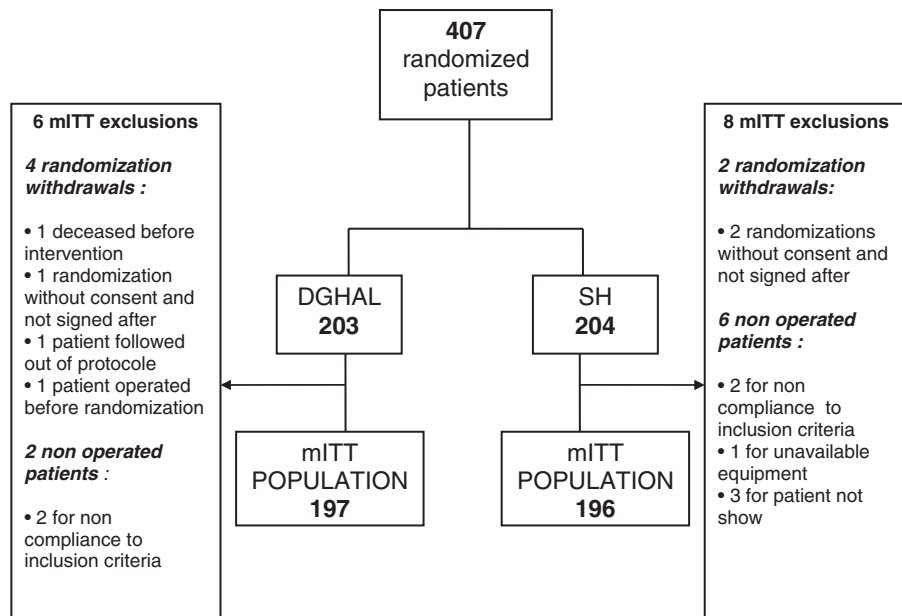 407
randomized
patients
6 mITT exclusions
4 randomization
withdrawals :
• 1 deceased before
intervention
• 1 randomization
without consent and
not signed after
• 1 patient followed
out of protocole
• 1 patient operated
before randomization
2 non operated
patients :
• 2 for non
compliance to
inclusion criteria
8 mITT exclusions
2 randomization
withdrawals:
• 2 randomizations
without consent and
not signed after
6 non operated
patients :
• 2 for non
compliance to
inclusion criteria
• 1 for unavailable
equipment
• 3 for patient not
show
DGHAL
203
SH
204
mITT
POPULATION
197
mITT
POPULATION
196